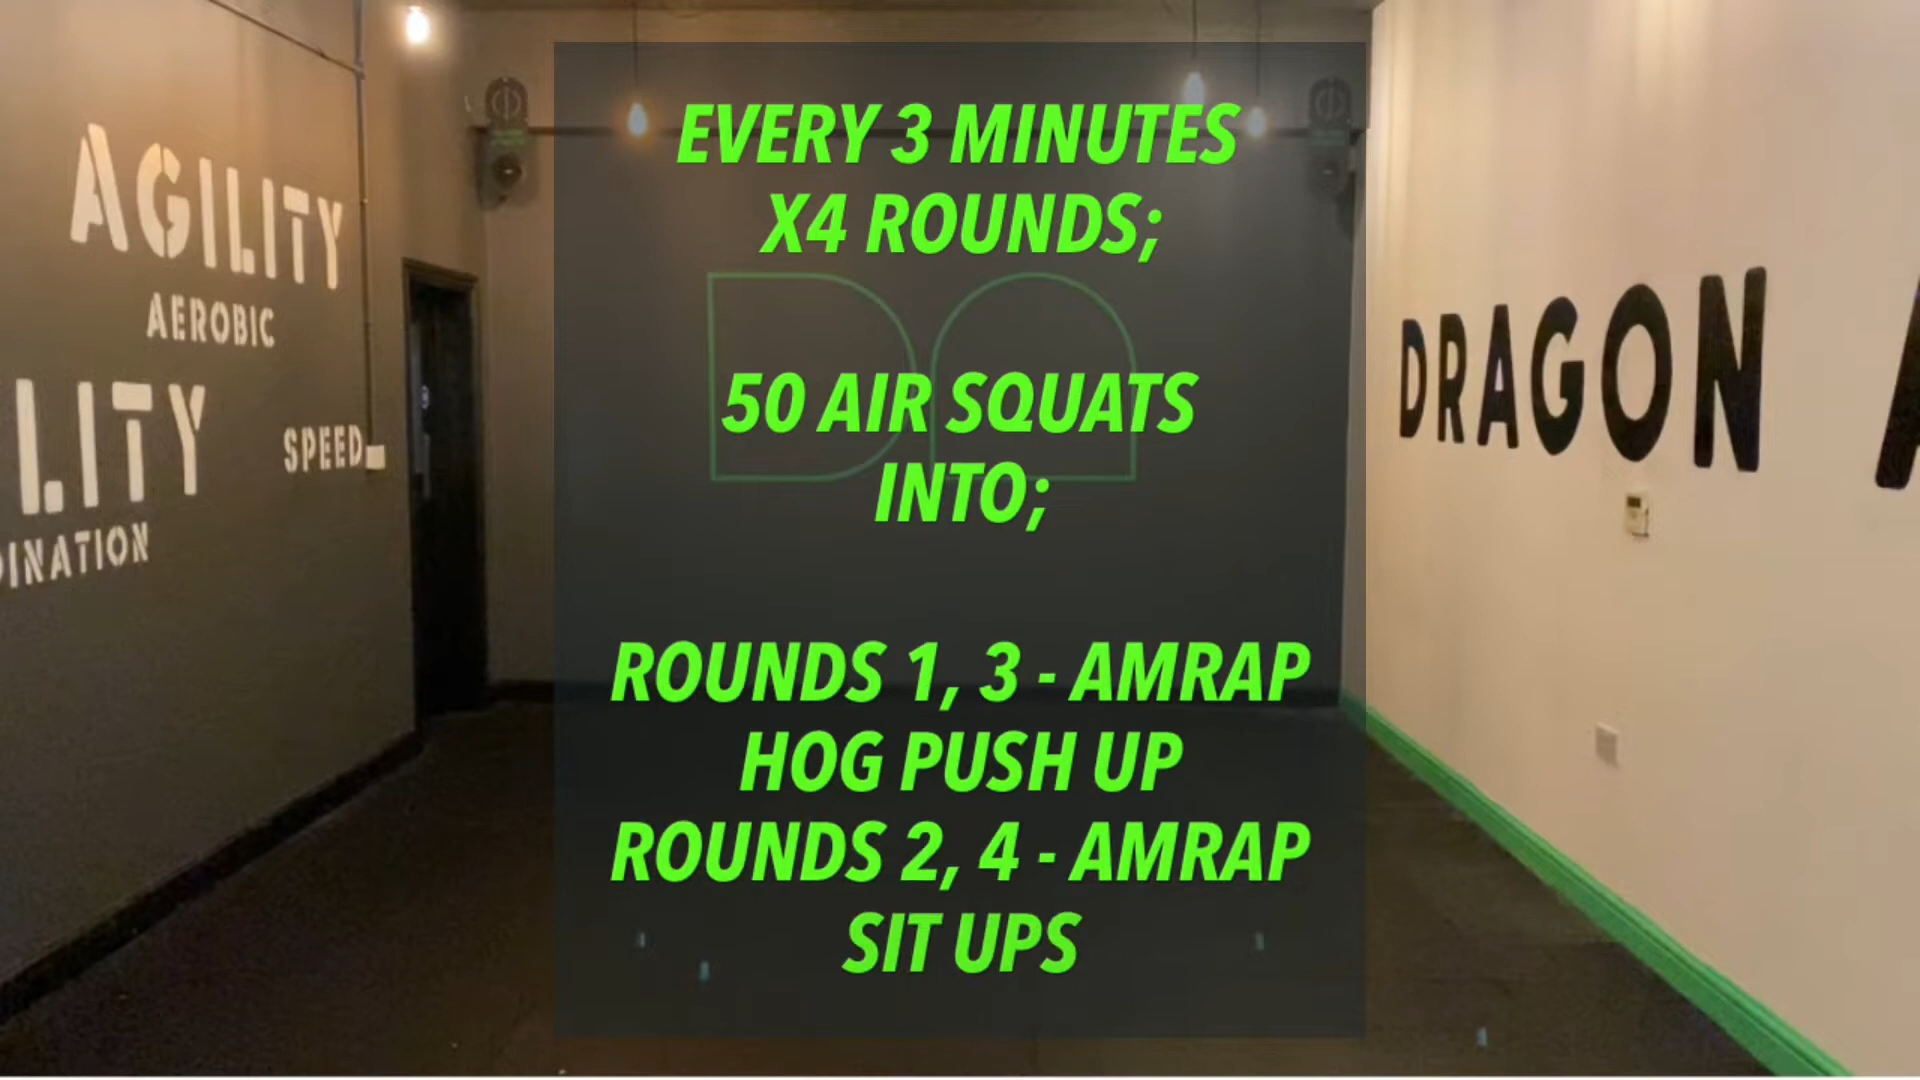 AGILITY
AEROBIC
LITY
SPEED
INATION
EVERY 3 MINUTES
X4 ROUNDS;
50 AIR SQUATS
INTO;
ROUNDS 1, 3 - AMRAP
HOG PUSH UP
ROUNDS 2, 4 - AMRAP
SIT UPS
DRAGON